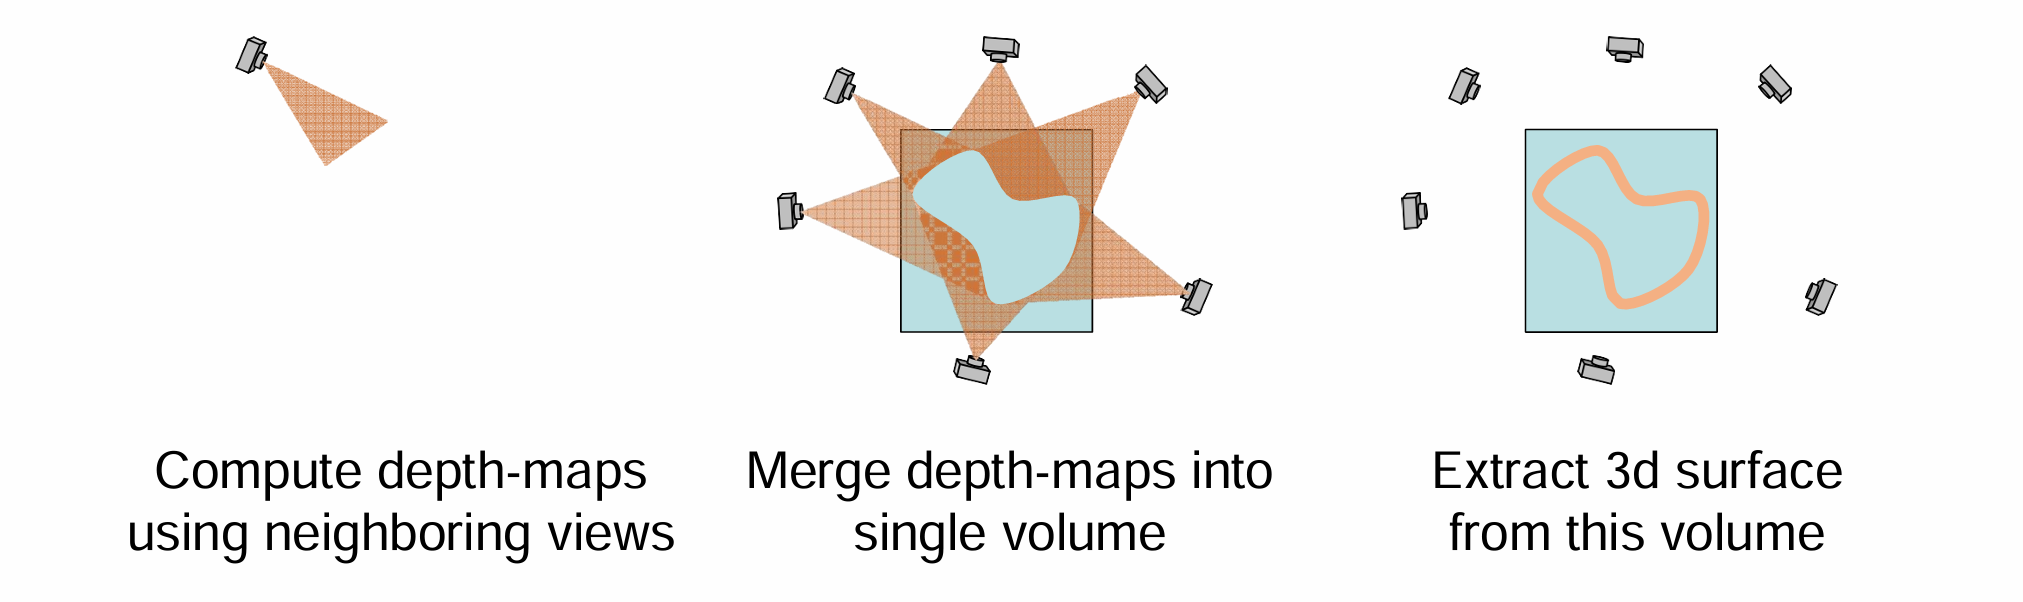 Compute depth-maps
using neighboring views
Merge depth-maps into
single volume
Extract 3d surface
from this volume